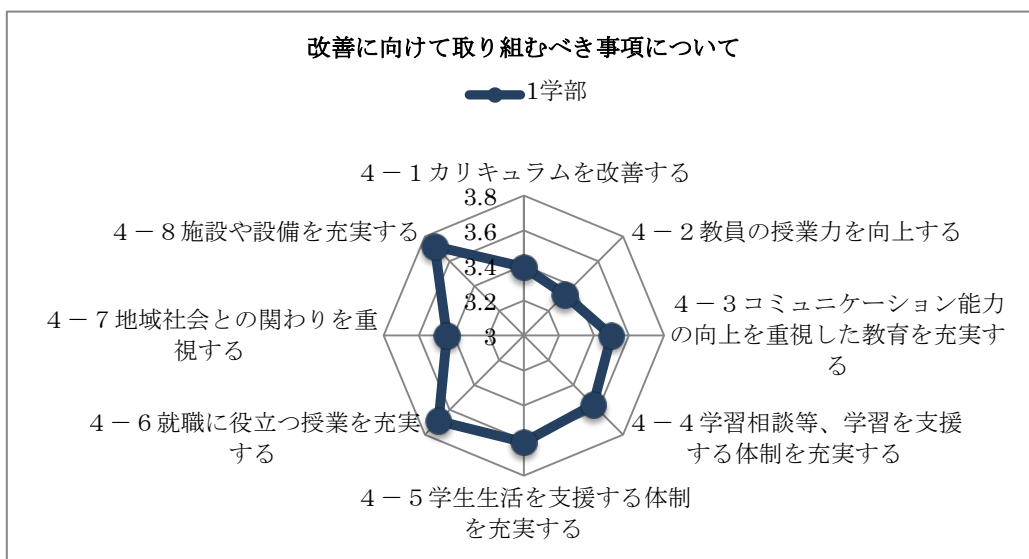 改善に向けて取り組むべき事項について
1学部
4－1カリキュラムを改善する
3.8
3.6
3.4
3.2
3
4－2教員の授業力を向上する
4－3コミュニケーション能力
の向上を重視した教育を充実す
る
4－4学習相談等、学習を支援
する体制を充実する
4－5学生生活を支援する体制
を充実する
4－6就職に役立つ授業を充実
する
4－7地域社会との関わりを重
視する
4－8施設や設備を充実する